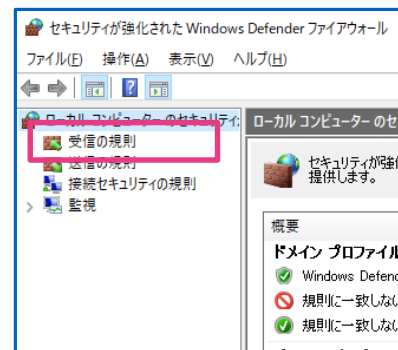 セキュリティが強化された Windows Defender ファイアウォール
ファイル(F) 操作(A) 表示(V) ヘルプ(H)
ローカル コンピューター のセキュリティ
受信の規則
送信の規則
接続セキュリティの規則
監視
ローカル コンピューター のセ
セキュリティが強化
提供します。
概要
ドメイン プロファイル
Windows Defend
規則に一致しない
規則に一致しない